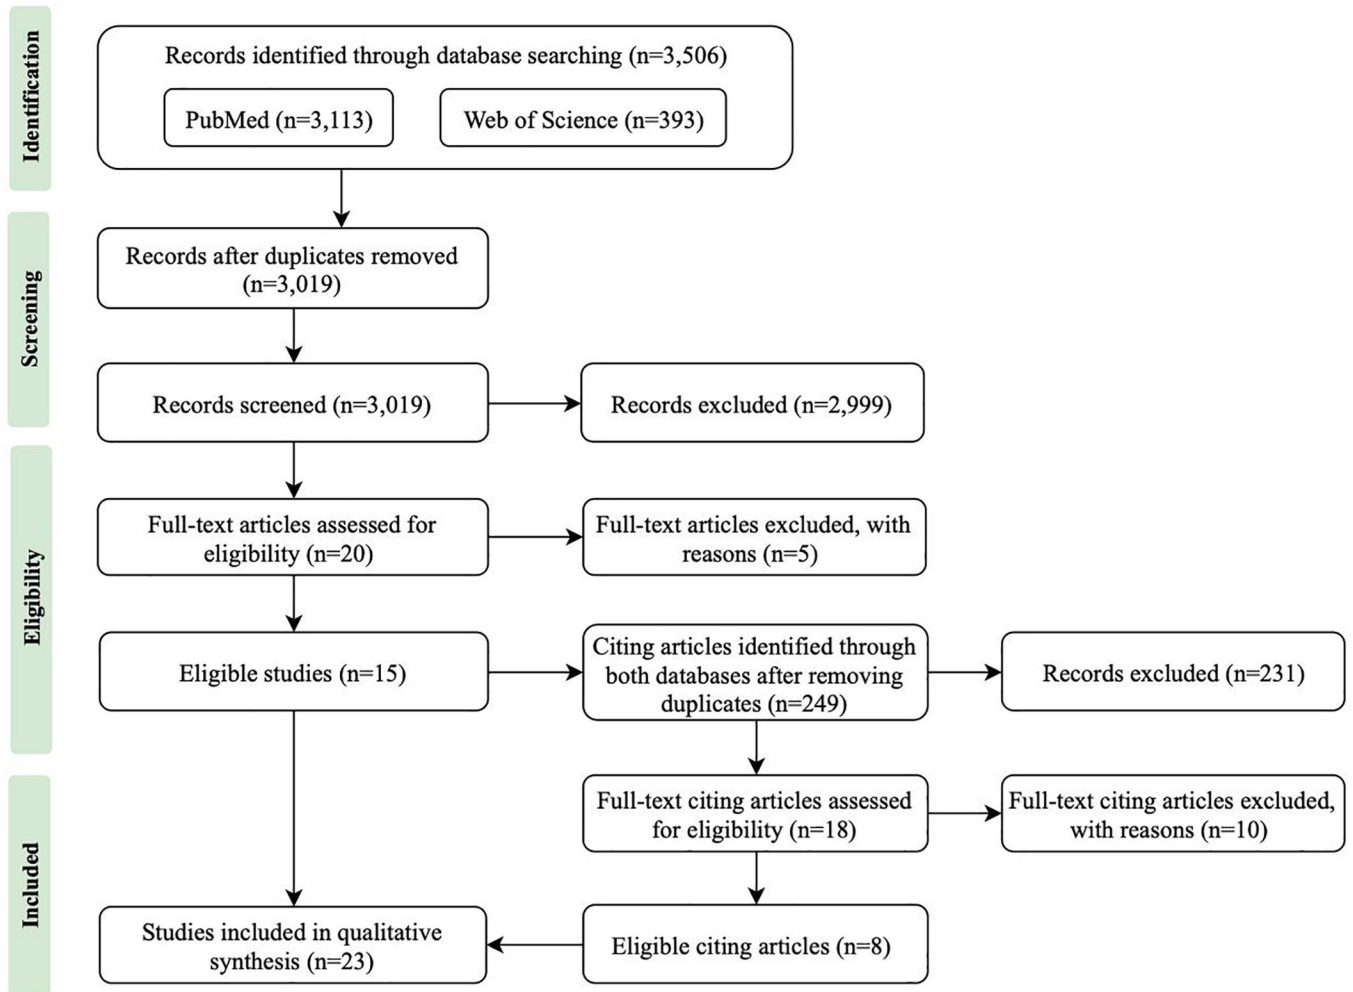 Identification
Records identified through database searching (n=3,506)
PubMed (n=3,113)
Web of Science (n=393)
Screening
Records after duplicates removed
(n=3,019)
Records screened (n=3,019)
Records excluded (n=2,999)
Eligibility
Full-text articles assessed for
eligibility (n=20)
Full-text articles excluded, with
reasons (n=5)
Eligible studies (n=15)
Citing articles identified through
both databases after removing
duplicates (n=249)
Records excluded (n=231)
Included
Full-text citing articles assessed
for eligibility (n=18)
Full-text citing articles excluded,
with reasons (n=10)
Studies included in qualitative
synthesis (n=23)
Eligible citing articles (n=8)